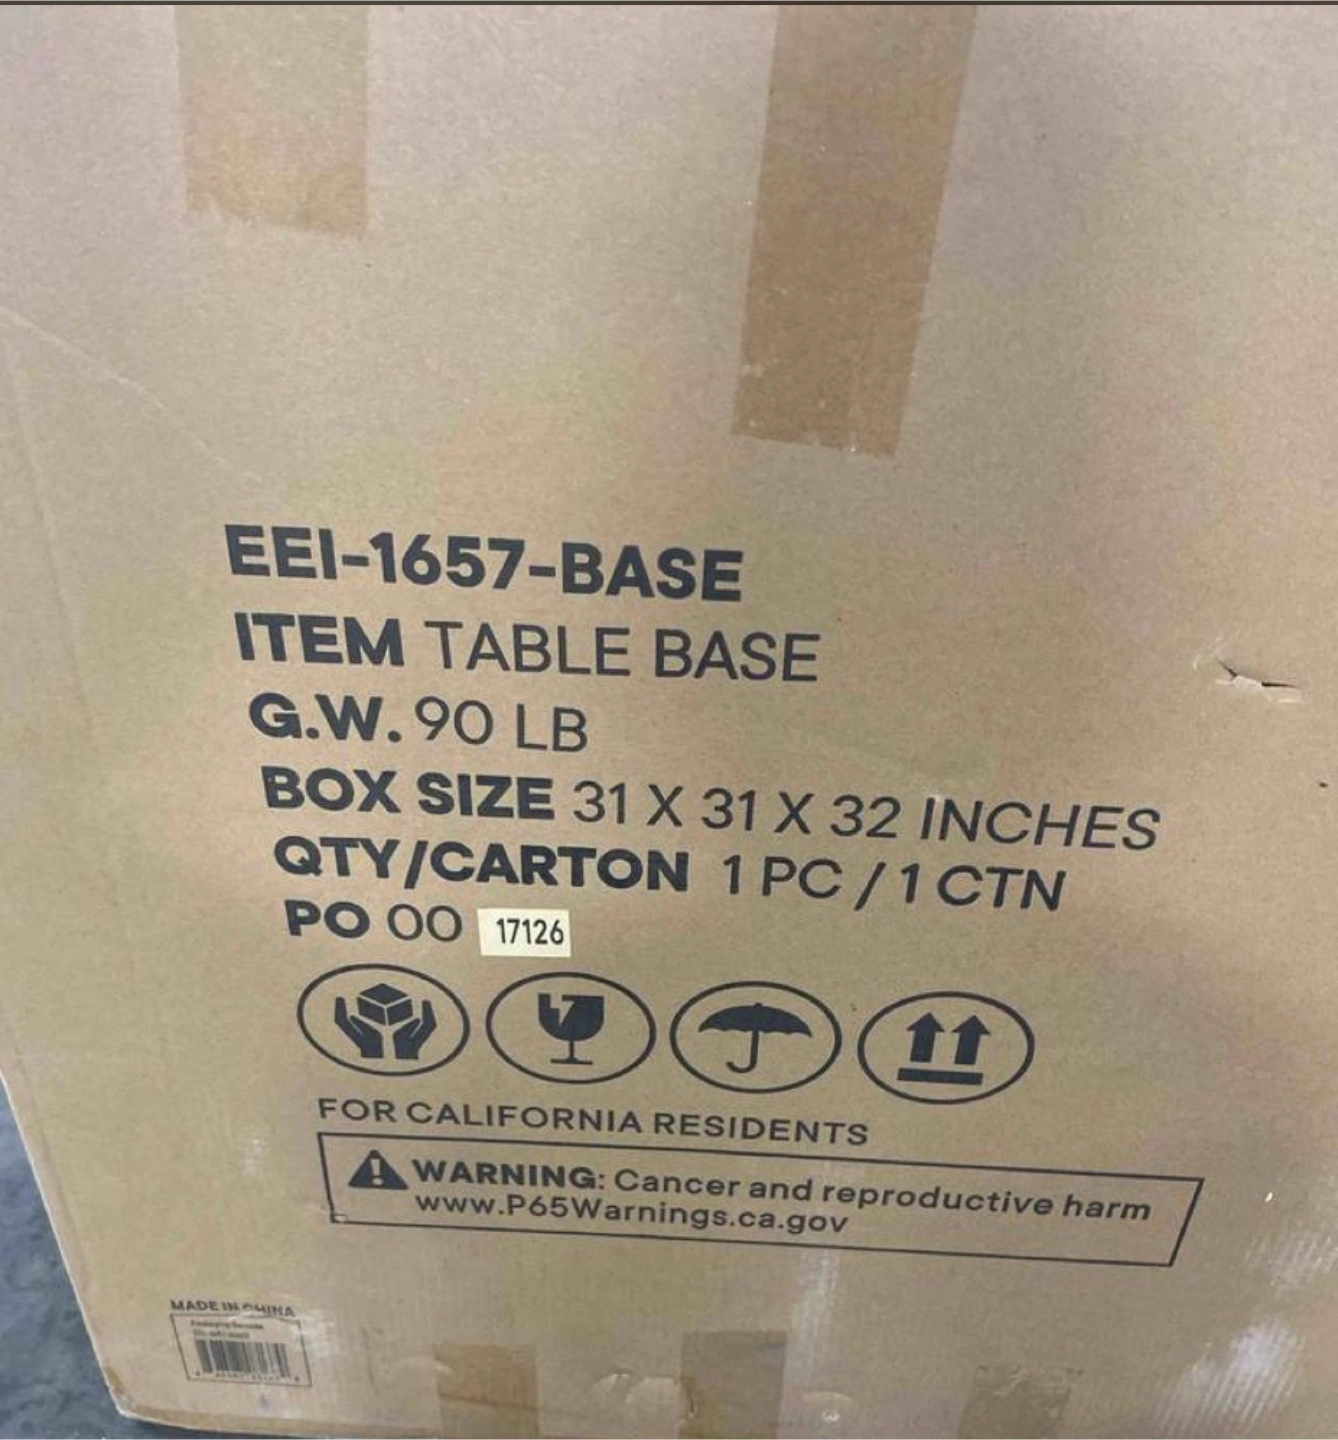 EEI-1657-BASE
ITEM TABLE BASE
G.W. 90 LB
BOX SIZE 31 X 31 X 32 INCHES
QTY/CARTON 1 PC / 1 CTN
PO 00 17126
FOR CALIFORNIA RESIDENTS
WARNING: Cancer and reproductive harm
www.P65Warnings.ca.gov
MADE IN CHINA